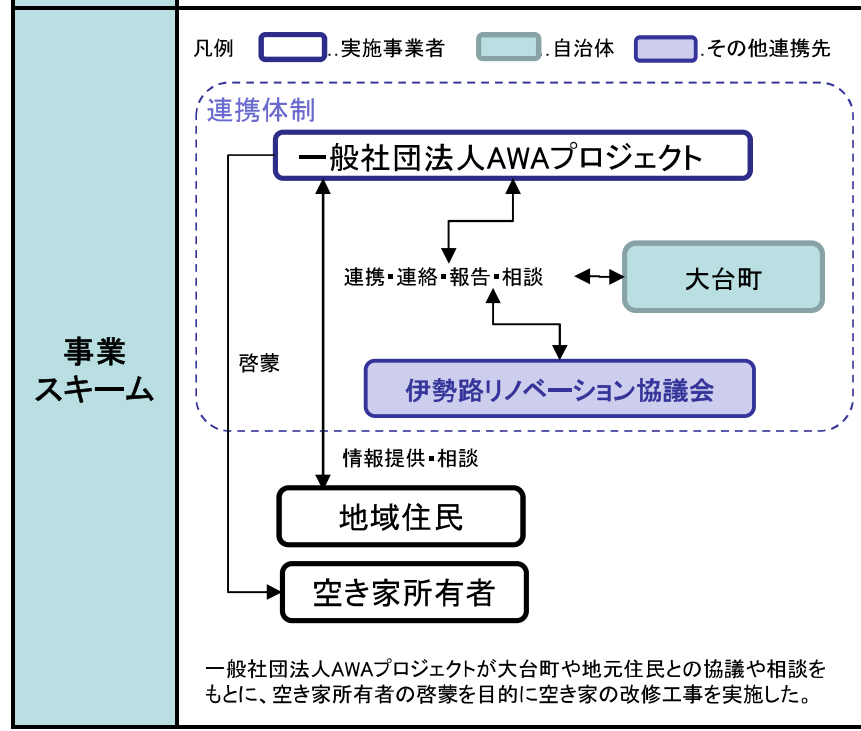 事業
スキーム
凡例 ‥実施事業者 ‥自治体 ‥その他連携先
連携体制
一般社団法人AWAプロジェクト
連携・連絡・報告・相談
大台町
啓蒙
伊勢路リノベーション協議会
情報提供・相談
地域住民
空き家所有者
一般社団法人AWAプロジェクトが大台町や地元住民との協議や相談を
もとに、空き家所有者の啓蒙を目的に空き家の改修工事を実施した。